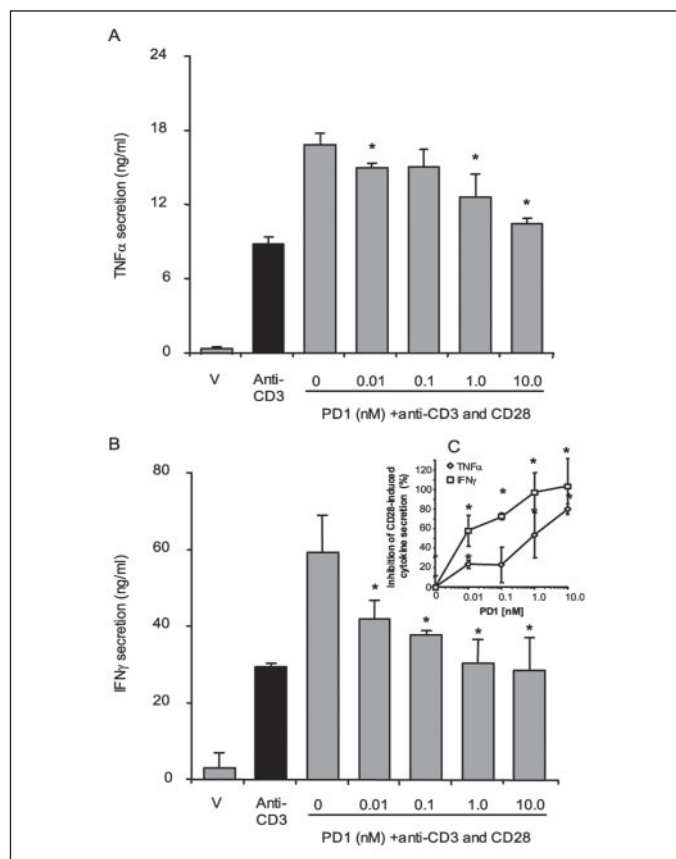 A
24
18
12
6
0
TNFα secretion (ng/ml)
* * *
V Anti-CD3 0 0.01 0.1 1.0 10.0
PD1 (nM) +anti-CD3 and CD28
B
80
60
40
20
0
IFNγ secretion (ng/ml)
* * * *
V Anti-CD3 0 0.01 0.1 1.0 10.0
PD1 (nM) +anti-CD3 and CD28
C
Inhibition of CD28-Induced
cytokine secretion (%)
120
100
80
60
40
20
0
TNFα
IFNγ
* * * *
* * *
0 0.01 0.1 1.0 10.0
PD1 [nM]